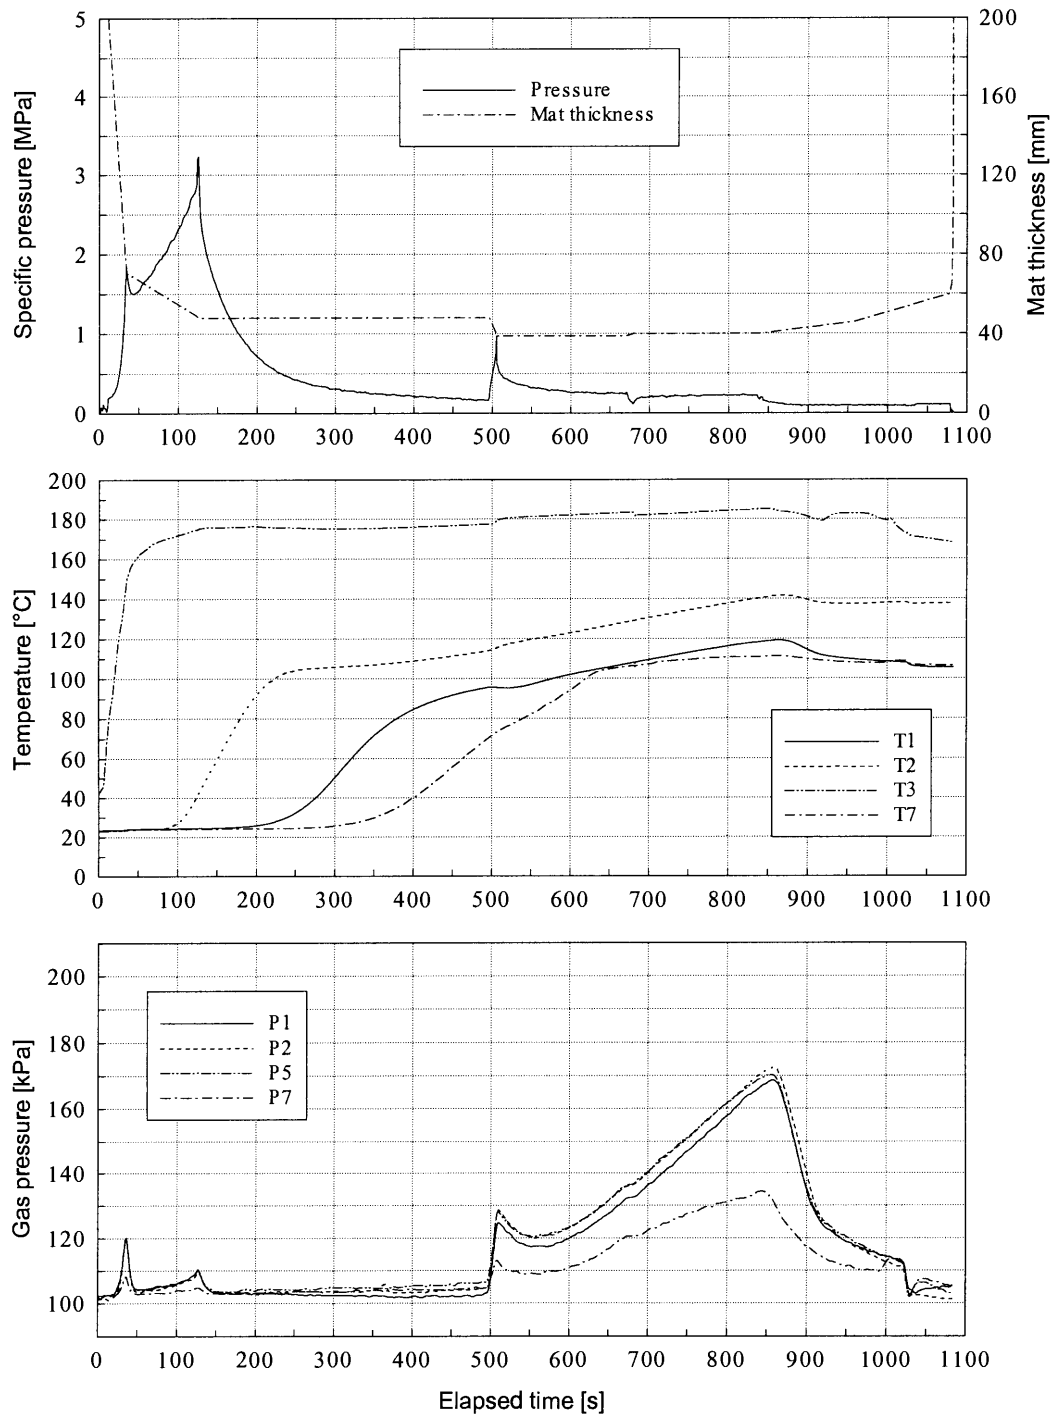 5
4
3
2
1
0
Specific pressure [MPa]
Pressure
Mat thickness
200
160
120
80
40
0
Mat thickness [mm]
0 100 200 300 400 500 600 700 800 900 1000 1100
200
180
160
140
120
100
80
60
40
20
0
Temperature [°C]
T1
T2
T3
T7
0 100 200 300 400 500 600 700 800 900 1000 1100
200
180
160
140
120
100
Gas pressure [kPa]
P1
P2
P5
P7
0 100 200 300 400 500 600 700 800 900 1000 1100
Elapsed time [s]